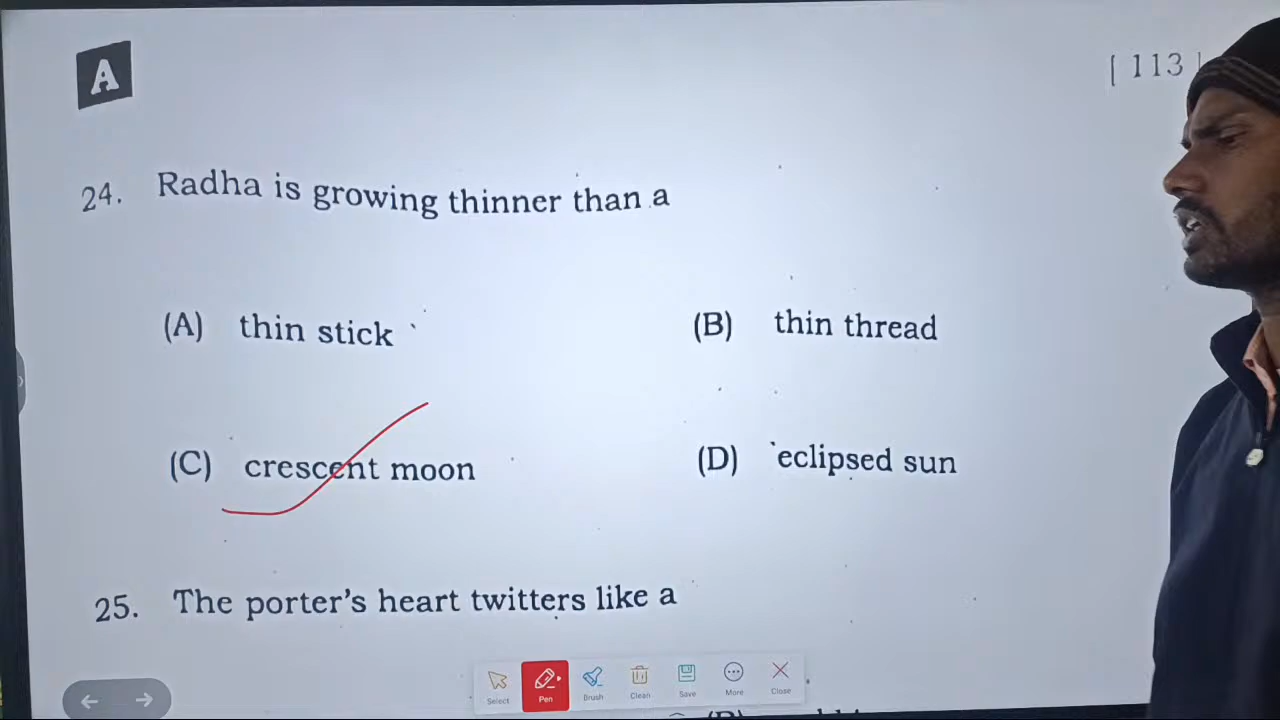 A
[ 113 ]
24. Radha is growing thinner than a
(A) thin stick
(B) thin thread
(C) crescent moon
(D) eclipsed sun
25. The porter's heart twitters like a
Select Pen Brush Clean Save More Close